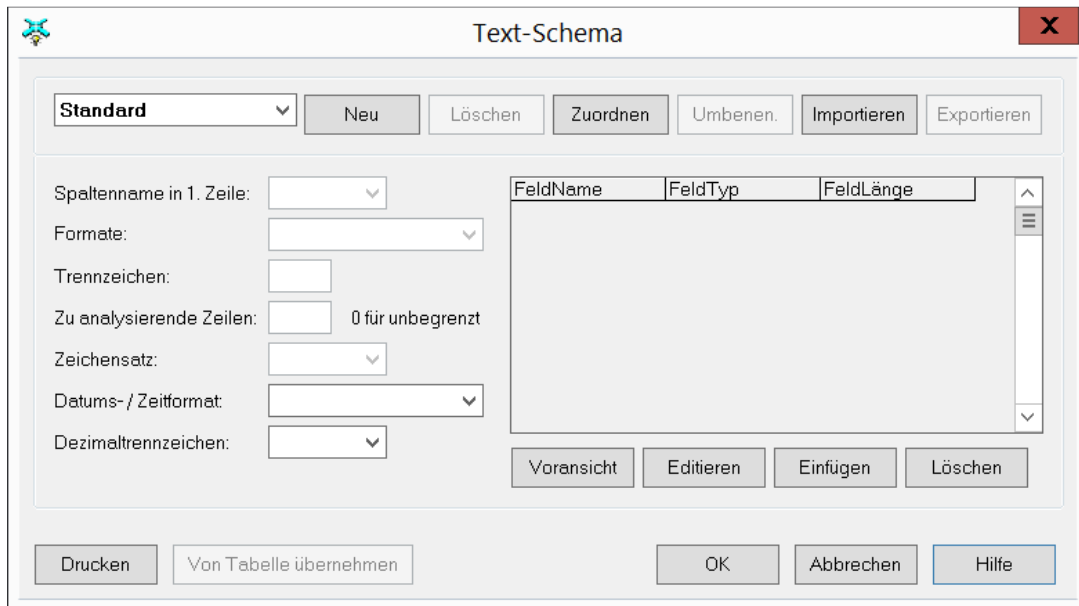 Text-Schema
X
Standard
Neu Löschen Zuordnen Umbenen. Importieren Exportieren
Spaltenname in 1. Zeile:
Formate:
Trennzeichen:
Zu analysierende Zeilen: 0 für unbegrenzt
Zeichensatz:
Datums- / Zeitformat:
Dezimaltrennzeichen:
FeldName FeldTyp FeldLänge
Voransicht Editieren Einfügen Löschen
Drucken Von Tabelle übernehmen OK Abbrechen Hilfe